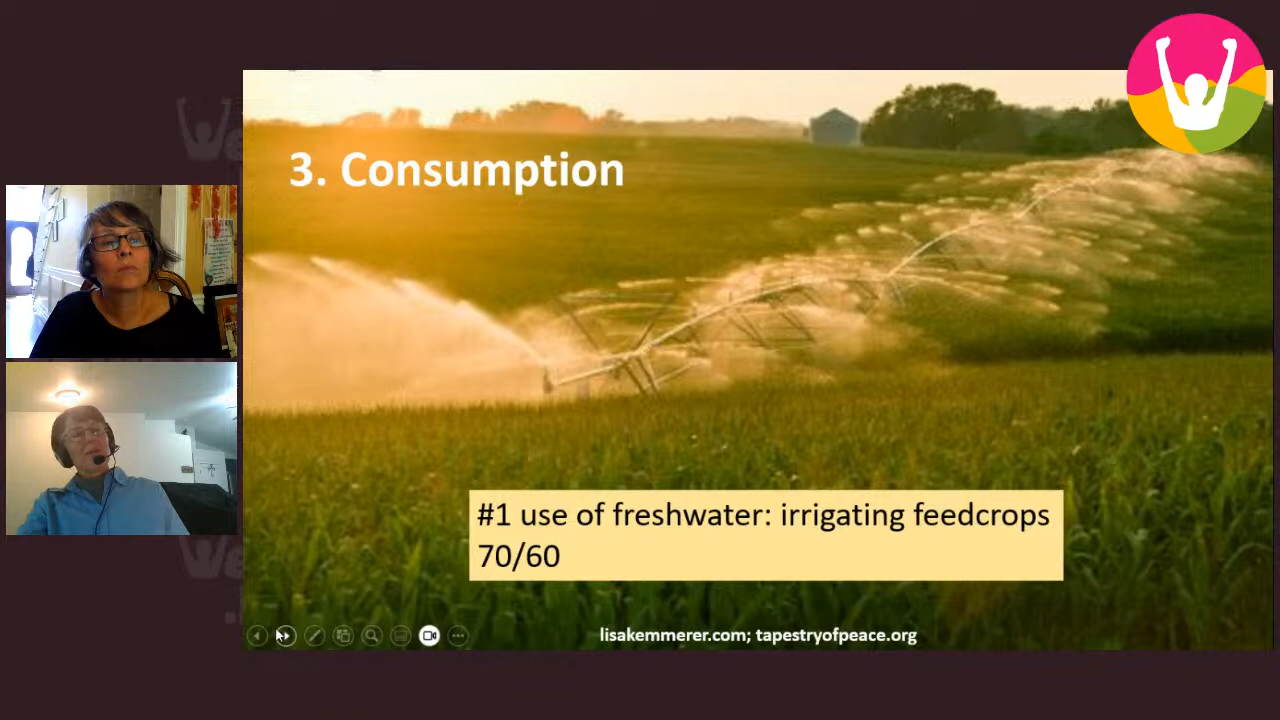 3. Consumption
#1 use of freshwater: irrigating feedcrops
70/60
lisakemmerer.com; tapestryofpeace.org